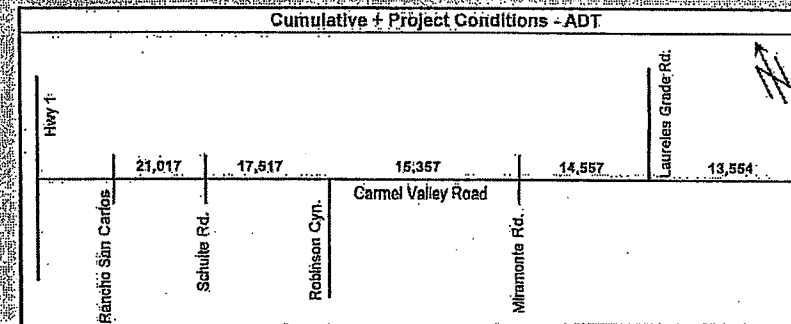 Cumulative + Project Conditions - ADT
Hwy 1
Laureles Grade Rd.
21,017 17,517 15,357 14,557 13,554
Carmel Valley Road
Rancho San Carlos
Schulte Rd.
Robinson Cyn.
Miramonte Rd.
N